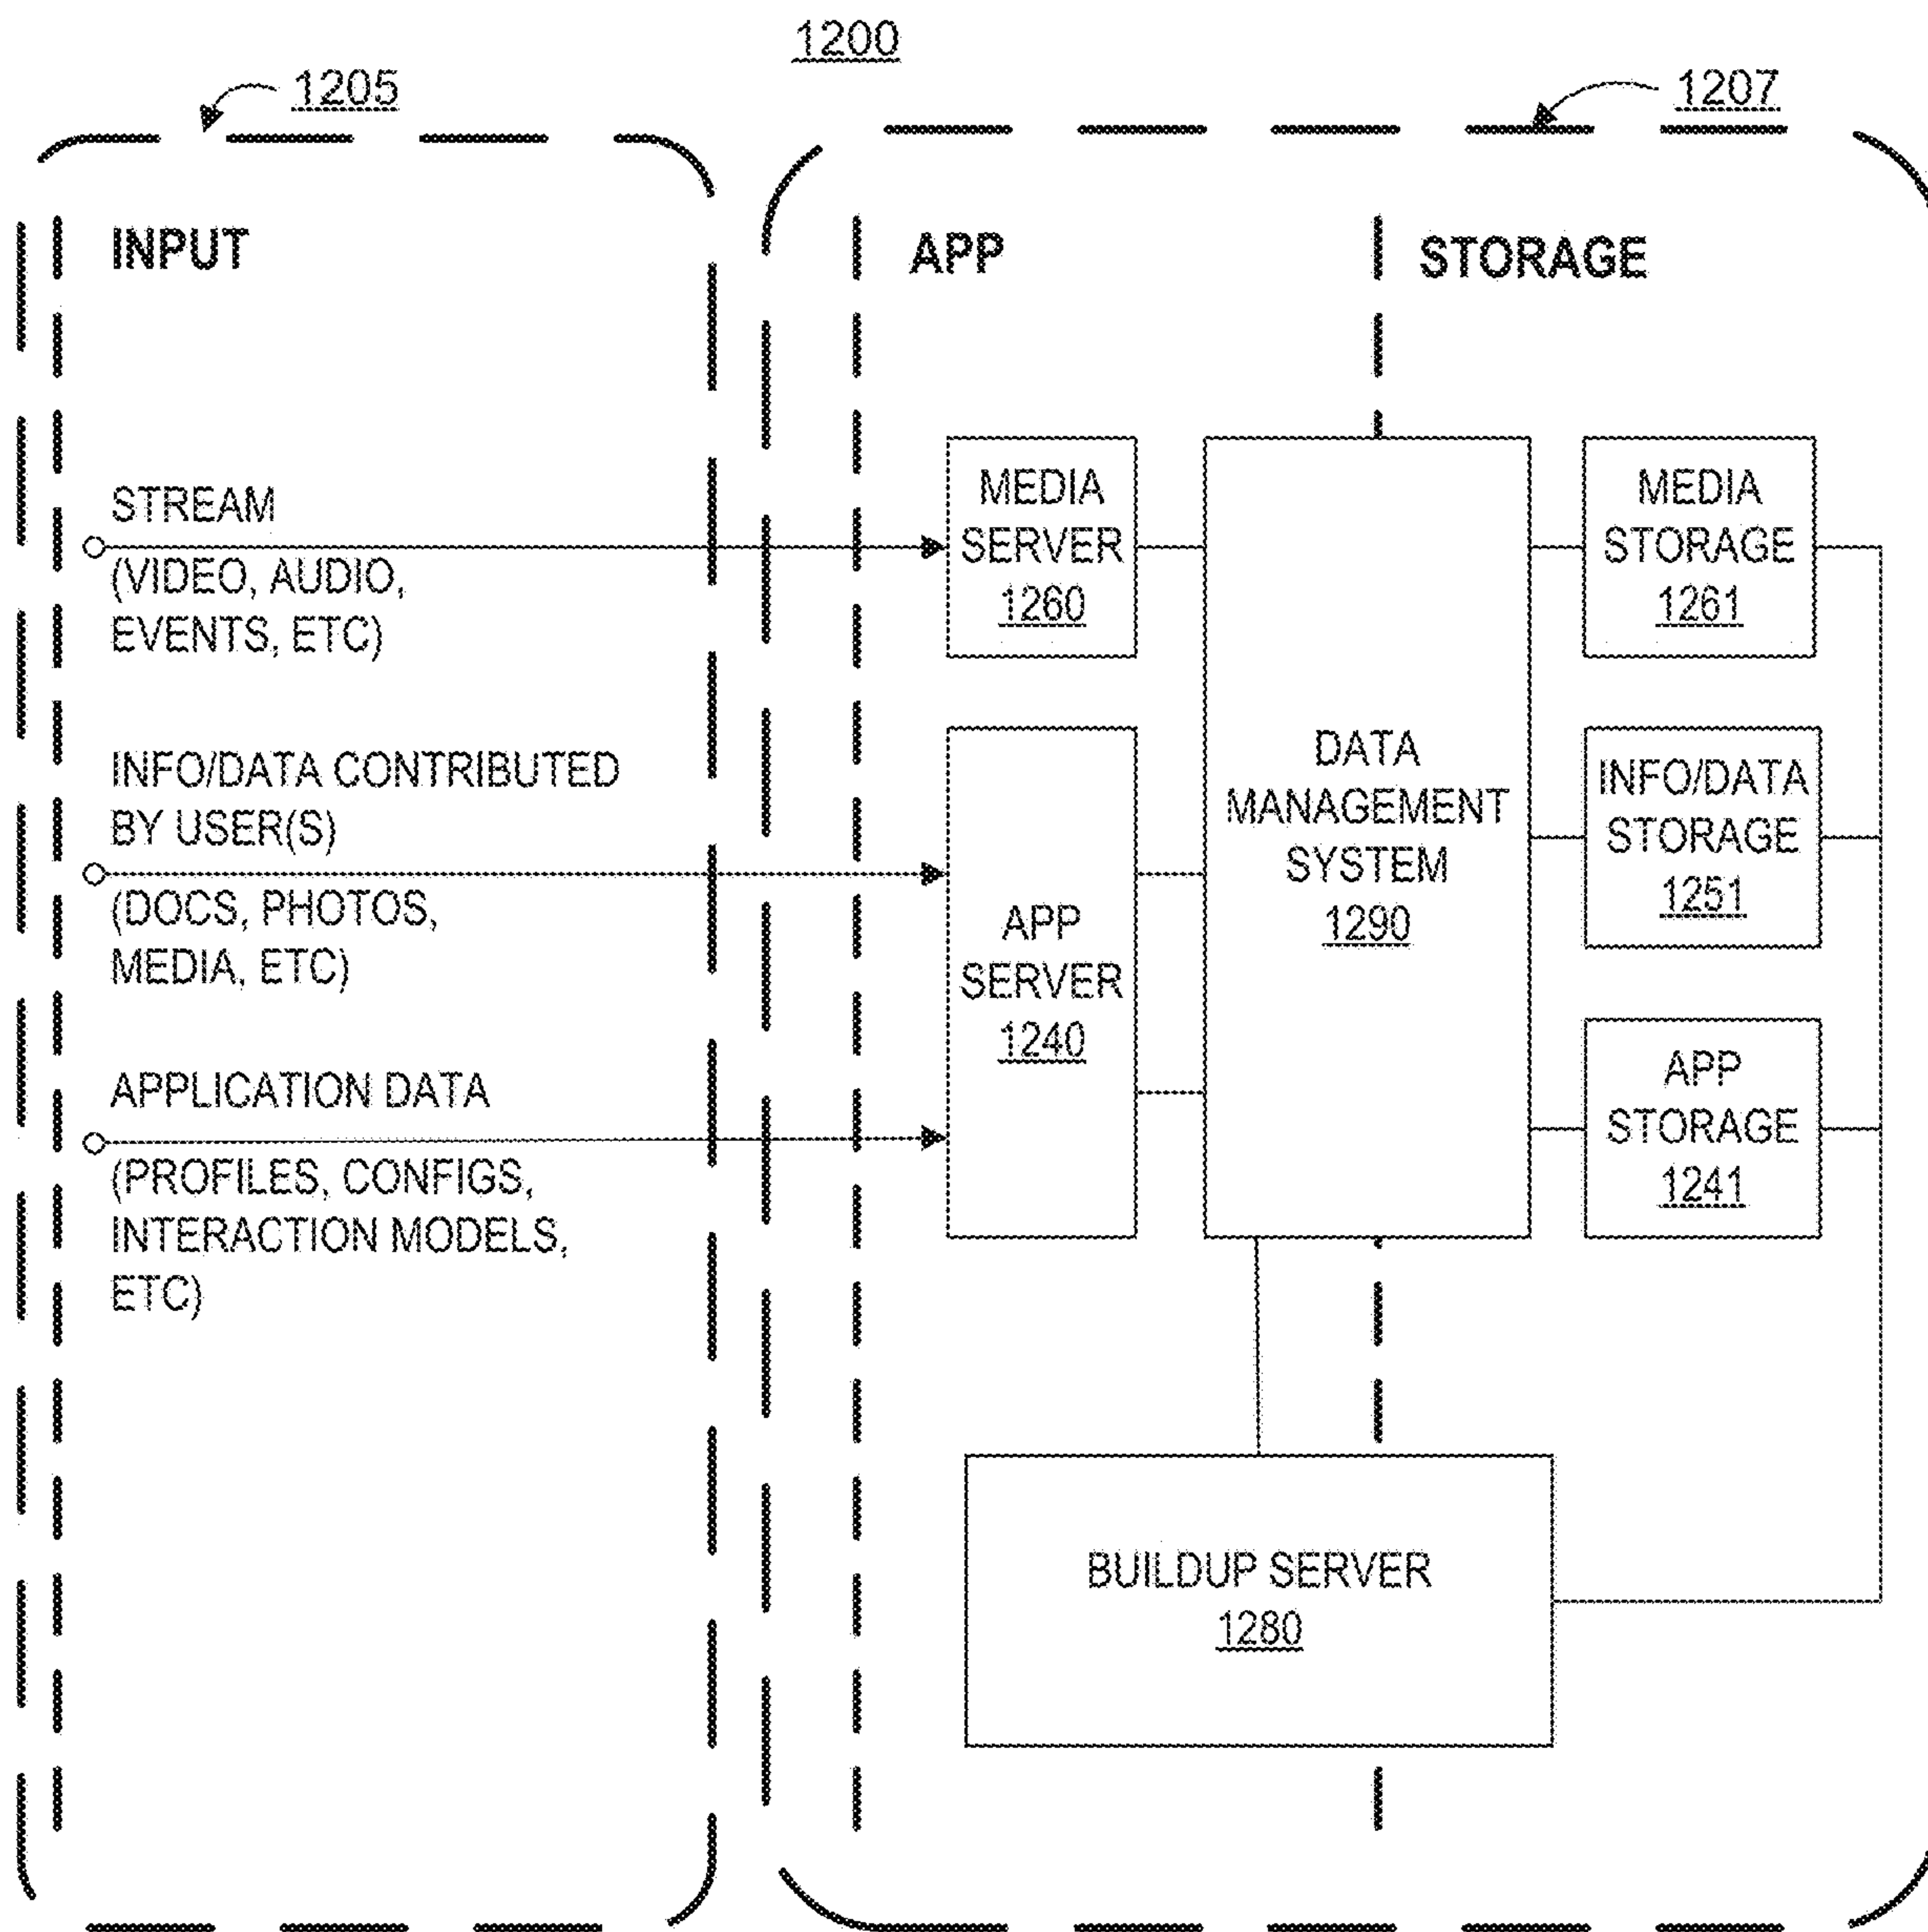 1200
1205
1207
INPUT
APP
STORAGE
STREAM
(VIDEO, AUDIO,
EVENTS, ETC)
INFO/DATA CONTRIBUTED
BY USER(S)
(DOCS, PHOTOS,
MEDIA, ETC)
APPLICATION DATA
(PROFILES, CONFIGS,
INTERACTION MODELS,
ETC)
MEDIA
SERVER
1260
APP
SERVER
1240
DATA
MANAGEMENT
SYSTEM
1290
MEDIA
STORAGE
1261
INFO/DATA
STORAGE
1251
APP
STORAGE
1241
BUILDUP SERVER
1280